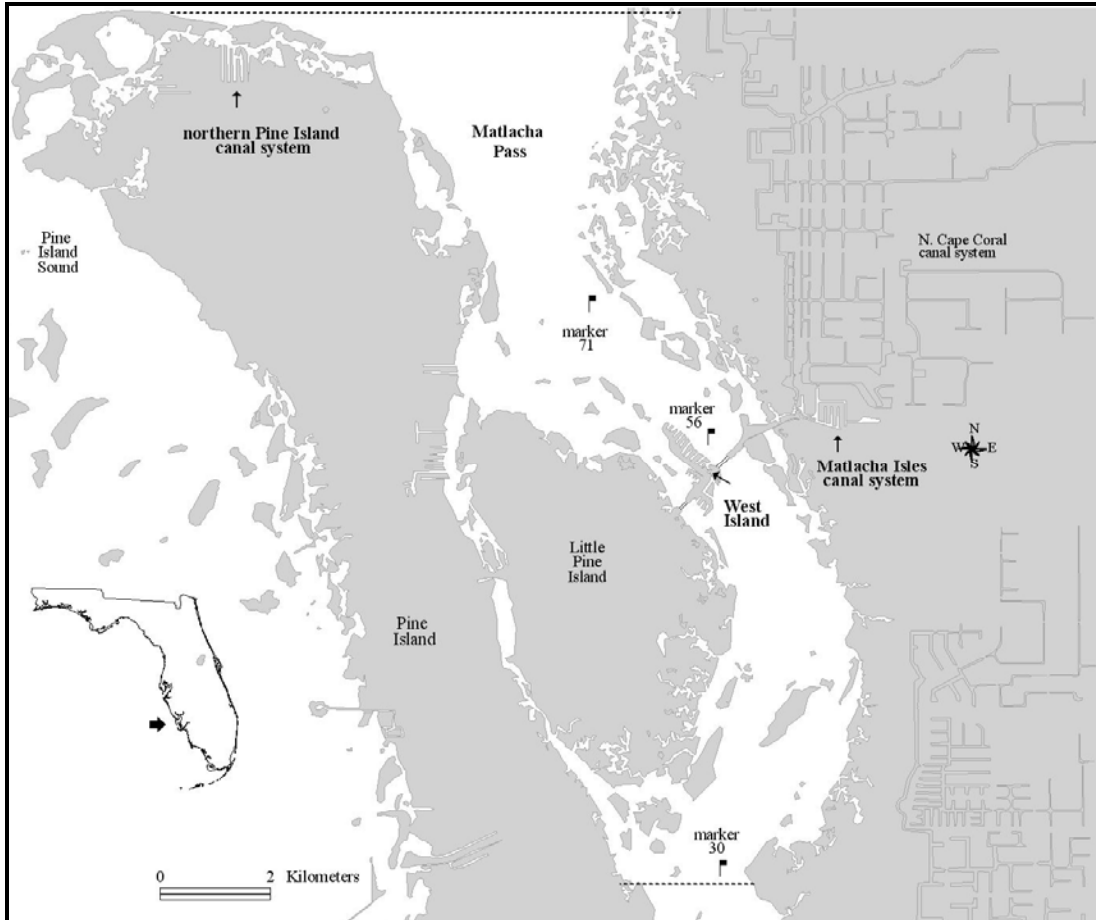 northern Pine Island
canal system
Matlacha
Pass
Pine
Island
Sound
N. Cape Coral
canal system
marker
71
marker
56
N
W E
S
Matlacha Isles
canal system
West
Island
Little
Pine
Island
Pine
Island
marker
30
0 2 Kilometers